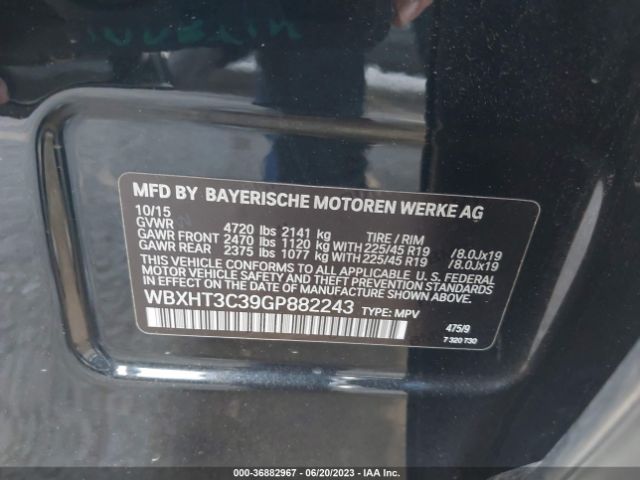 MFD BY BAYERISCHE MOTOREN WERKE AG
10/15
GVWR 4720 lbs 2141 kg TIRE / RIM
GAWR FRONT 2470 lbs 1120 kg WITH 225/45 R19 /8.0Jx19
GAWR REAR 2375 lbs 1077 kg WITH 225/45 R19 /8.0Jx19
THIS VEHICLE CONFORMS TO ALL APPLICABLE U. S. FEDERAL
MOTOR VEHICLE SAFETY AND THEFT PREVENTION STANDARDS
IN EFFECT ON THE DATE OF MANUFACTURE SHOWN ABOVE.
WBXHT3C39GP882243 TYPE: MPV
475/9
7 320 730
000-36882967 - 06/20/2023 - IAA Inc.